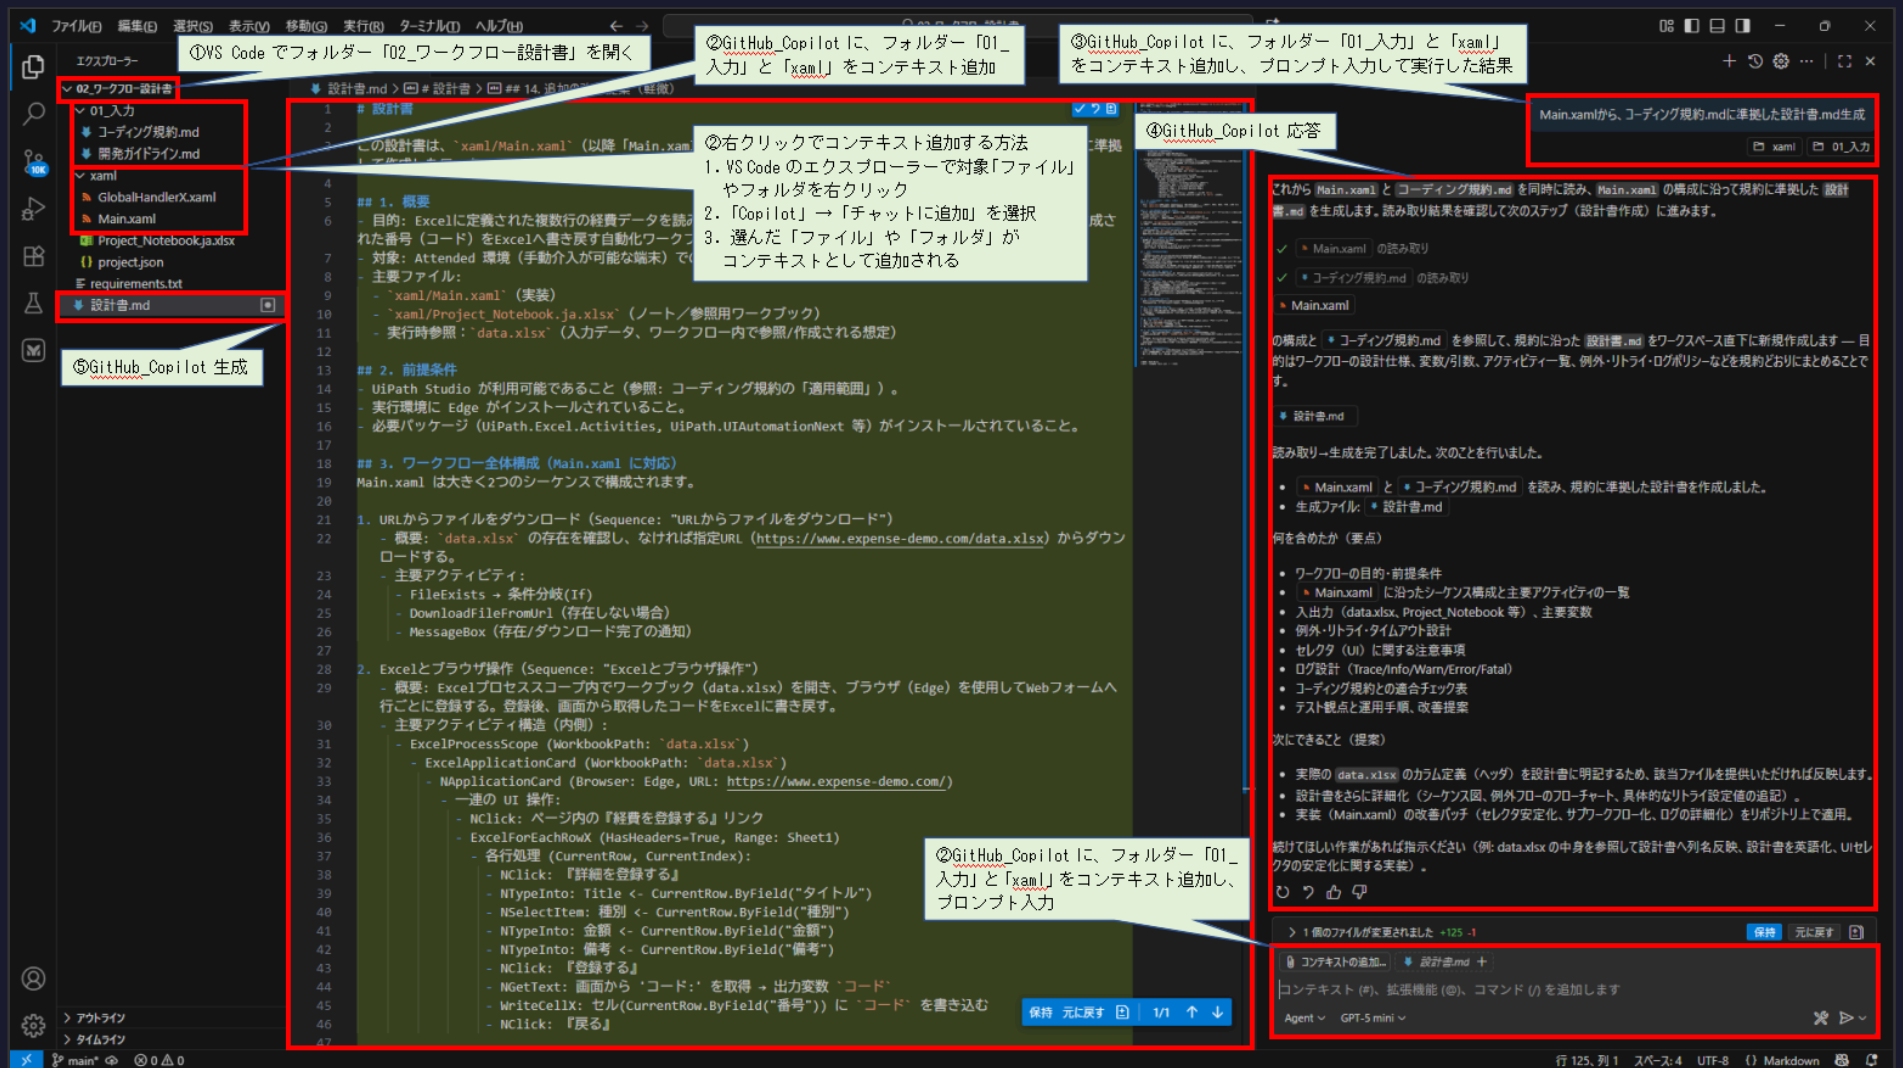 ファイル(F) 編集(E) 選択(S) 表示(V) 移動(G) 実行(R) ターミナル(T) ヘルプ(H)
①VS Code でフォルダー「02_ワークフロー設計書」を開く
②GitHub_Copilot に、フォルダー「01_
入力」と「xaml」をコンテキスト追加
③GitHub_Copilot に、フォルダー「01_入力」と「xaml」
をコンテキスト追加し、プロンプト入力して実行した結果
エクスプローラー
02_ワークフロー設計書
01_入力
コーディング規約.md
開発ガイドライン.md
xaml
GlobalHandlerX.xaml
Main.xaml
Project_Notebook.ja.xlsx
project.json
requirements.txt
設計書.md
10K
⑤GitHub_Copilot 生成
アウトライン
タイムライン
設計書.md > # 設計書 > ## 14. 追加の
②右クリックでコンテキスト追加する方法
1. VS Code のエクスプローラーで対象「ファイル」
やフォルダを右クリック
2. 「Copilot」→「チャットに追加」を選択
3. 選んだ「ファイル」や「フォルダ」が
コンテキストとして追加される
1 # 設計書
2
この設計書は、`xaml/Main.xaml`（以降「Main.xam
4
5 ## 1. 概要
6 - 目的: Excelに定義された複数行の経費データを読み
れた番号（コード）をExcelへ書き戻す自動化ワークフ
7 - 対象: Attended 環境（手動介入が可能な端末）で
8 - 主要ファイル:
9 - `xaml/Main.xaml`（実装）
10 - `xaml/Project_Notebook.ja.xlsx`（ノート／参照用ワークブック）
11 - 実行時参照：`data.xlsx`（入力データ、ワークフロー内で参照/作成される想定）
12
13 ## 2. 前提条件
14 - UiPath Studio が利用可能であること（参照: コーディング規約の「適用範囲」）。
15 - 実行環境に Edge がインストールされていること。
16 - 必要パッケージ（UiPath.Excel.Activities, UiPath.UIAutomationNext 等）がインストールされていること。
17
18 ## 3. ワークフロー全体構成（Main.xaml に対応）
19 Main.xaml は大きく2つのシーケンスで構成されます。
20
21 1. URLからファイルをダウンロード（Sequence: "URLからファイルをダウンロード"）
22 - 概要: `data.xlsx` の存在を確認し、なければ指定URL（https://www.expense-demo.com/data.xlsx）からダウン
ロードする。
23 - 主要アクティビティ:
24 - FileExists → 条件分岐(If)
25 - DownloadFileFromUrl（存在しない場合）
26 - MessageBox（存在/ダウンロード完了の通知）
27
28 2. Excelとブラウザ操作（Sequence: "Excelとブラウザ操作"）
29 - 概要: Excelプロセススコープ内でワークブック（data.xlsx）を開き、ブラウザ（Edge）を使用してWebフォームへ
行ごとに登録する。登録後、画面から取得したコードをExcelに書き戻す。
30 - 主要アクティビティ構造（内側）:
31 - ExcelProcessScope (WorkbookPath: `data.xlsx`)
32 - ExcelApplicationCard (WorkbookPath: `data.xlsx`)
33 - NApplicationCard (Browser: Edge, URL: https://www.expense-demo.com/)
34 - 一連の UI 操作:
35 - NClick: ページ内の『経費を登録する』リンク
36 - ExcelForEachRowX (HasHeaders=True, Range: Sheet1)
37 - 各行処理 (CurrentRow, CurrentIndex):
38 - NClick: 『詳細を登録する』
39 - NTypeInto: Title <- CurrentRow.ByField("タイトル")
40 - NSelectItem: 種別 <- CurrentRow.ByField("種別")
41 - NTypeInto: 金額 <- CurrentRow.ByField("金額")
42 - NTypeInto: 備考 <- CurrentRow.ByField("備考")
43 - NClick: 『登録する』
44 - NGetText: 画面から 'コード:' を取得 → 出力変数 `コード`
45 - WriteCellX: セル(CurrentRow.ByField("番号")) に `コード` を書き込む
46 - NClick: 『戻る』
47
保持 元に戻す 1/1
④GitHub_Copilot 応答
Main.xamlから、コーディング規約.mdに準拠した設計書.md生成
xaml 01_入力
これから Main.xaml と コーディング規約.md を同時に読み、Main.xaml の構成に沿って規約に準拠した 設計
書.md を生成します。読み取り結果を確認して次のステップ（設計書作成）に進みます。
Main.xaml の読み取り
コーディング規約.md の読み取り
Main.xaml
の構成と コーディング規約.md を参照して、規約に沿った 設計書.md をワークスペース直下に新規作成します — 目
的はワークフローの設計仕様、変数/引数、アクティビティ一覧、例外・リトライ・ログポリシーなどを規約どおりにまとめることで
す。
設計書.md
読み取り→生成を完了しました。次のことを行いました。
• Main.xaml と コーディング規約.md を読み、規約に準拠した設計書を作成しました。
• 生成ファイル: 設計書.md
何を含めたか（要点）
• ワークフローの目的・前提条件
• Main.xaml に沿ったシーケンス構成と主要アクティビティの一覧
• 入出力（data.xlsx、Project_Notebook 等）、主要変数
• 例外・リトライ・タイムアウト設計
• セレクタ（UI）に関する注意事項
• ログ設計（Trace/Info/Warn/Error/Fatal）
• コーディング規約との適合チェック表
• テスト観点と運用手順、改善提案
次にできること（提案）
• 実際の data.xlsx のカラム定義（ヘッダ）を設計書に明記するため、該当ファイルを提供いただければ反映します。
• 設計書をさらに詳細化（シーケンス図、例外フローのフローチャート、具体的なリトライ設定値の追記）。
• 実装（Main.xaml）の改善パッチ（セレクタ安定化、サブワークフロー化、ログの詳細化）をリポジトリ上で適用。
続けてほしい作業があれば指示ください（例: data.xlsx の中身を参照して設計書へ列名反映、設計書を英語化、UIセレ
クタの安定化に関する実装）。
②GitHub_Copilot に、フォルダー「01_
入力」と「xaml」をコンテキスト追加し、
プロンプト入力
1 個のファイルが変更されました +125 -1
保持 元に戻す
コンテキストの追加... 設計書.md +
コンテキスト (#)、拡張機能 (@)、コマンド (/) を追加します
Agent GPT-5 mini
main* 0 0
行 125、列 1 スペース: 4 UTF-8 {} Markdown